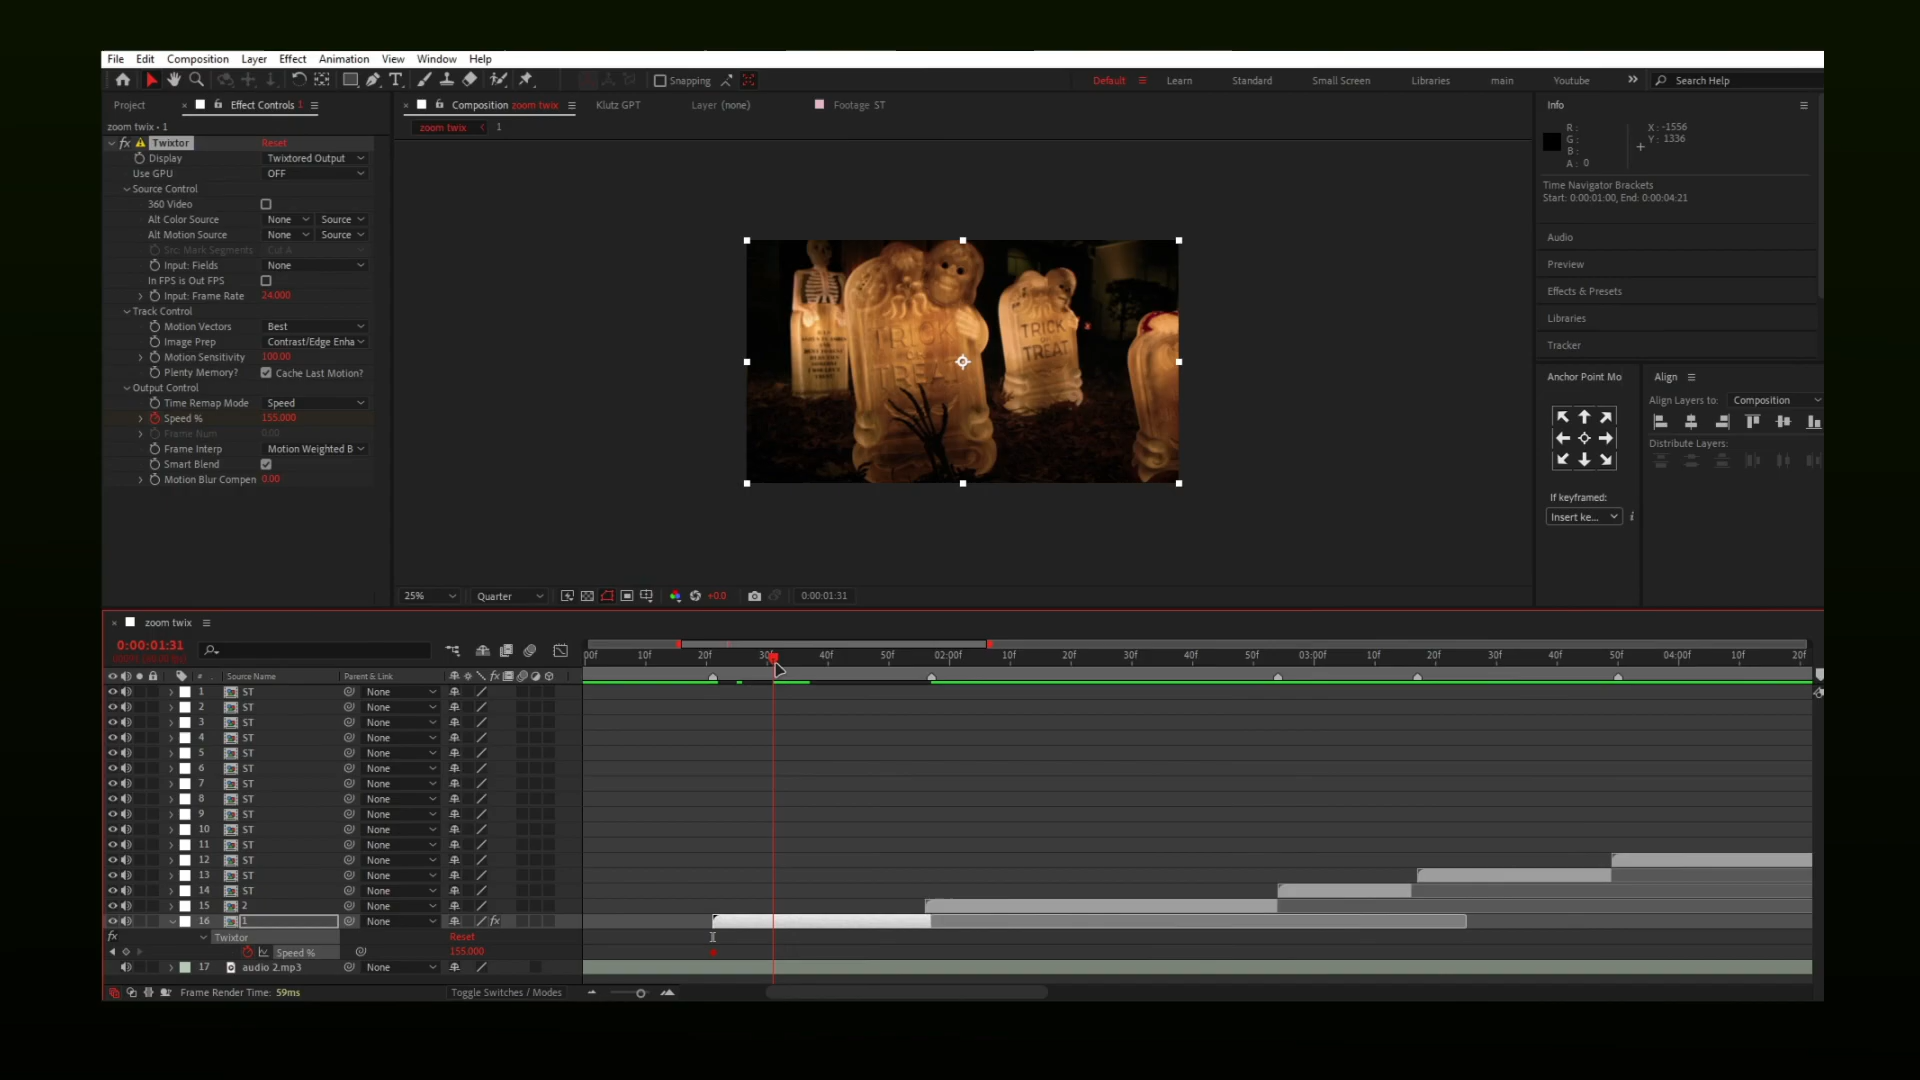 File Edit Composition Layer Effect Animation View Window Help
Snapping Default Learn Standard Small Screen Libraries main Youtube Search Help
Project Effect Controls 1 Composition zoom twix Klutz GPT Layer (none) Footage ST Info
zoom twix • 1 zoom twix 1
fx Twixtor Reset
Display Twixtored Output
Use GPU OFF
Source Control
360 Video
Alt Color Source None Source
Alt Motion Source None Source
Src: Mark Segments Cut A
Input: Fields None
In FPS is Out FPS
Input: Frame Rate 24.000
Track Control
Motion Vectors Best
Image Prep Contrast/Edge Enha
Motion Sensitivity 100.00
Plenty Memory? Cache Last Motion?
Output Control
Time Remap Mode Speed
Speed % 155.000
Frame Num 0.00
Frame Interp Motion Weighted B
Smart Blend
Motion Blur Compen 0.00
TRICK
OR
TREAT
TRICK
OR
TREAT
R : X: -1556
G : Y: 1336
B :
A : 0
Time Navigator Brackets
Start: 0:00:01:00, End: 0:00:04:21
Audio
Preview
Effects & Presets
Libraries
Tracker
Anchor Point Mo Align
Align Layers to: Composition
Distribute Layers:
If keyframed:
Insert ke...
25% Quarter +0.0 0:00:01:31
zoom twix
0:00:01:31
:00f 10f 20f 30f 40f 50f 02:00f 10f 20f 30f 40f 50f 03:00f 10f 20f 30f 40f 50f 04:00f 10f 20f
# Source Name Parent & Link fx
1 ST None
2 ST None
3 ST None
4 ST None
5 ST None
6 ST None
7 ST None
8 ST None
9 ST None
10 ST None
11 ST None
12 ST None
13 ST None
14 ST None
15 2 None
16 1 None fx
fx Twixtor Reset
Speed % 155.000
17 audio 2.mp3 None
Frame Render Time: 59ms Toggle Switches / Modes